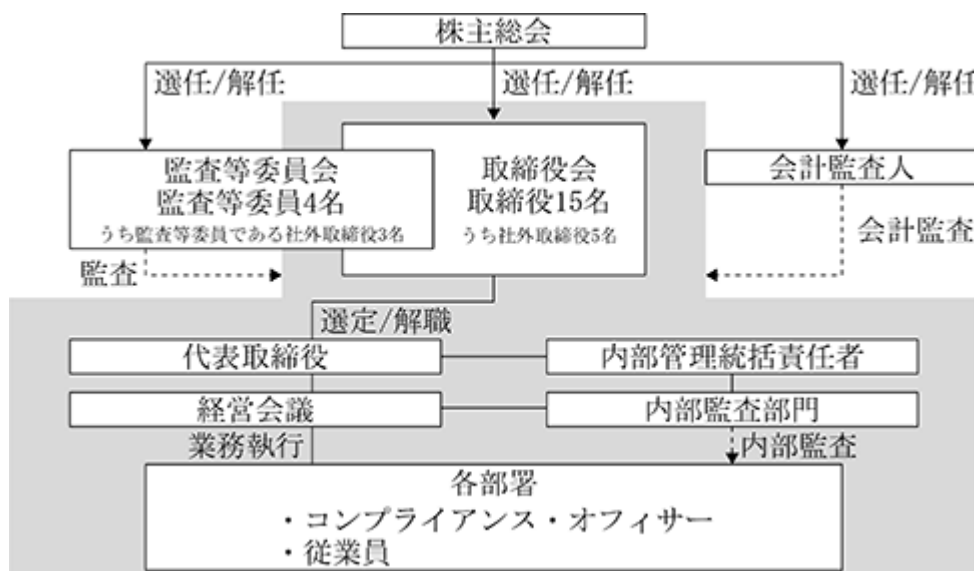 株主総会
選任/解任
選任/解任
選任/解任
監査等委員会
監査等委員4名
うち監査等委員である社外取締役3名
取締役会
取締役15名
うち社外取締役5名
会計監査人
監査
会計監査
選定/解職
代表取締役
内部管理統括責任者
経営会議
内部監査部門
業務執行
内部監査
各部署
・コンプライアンス・オフィサー
・従業員